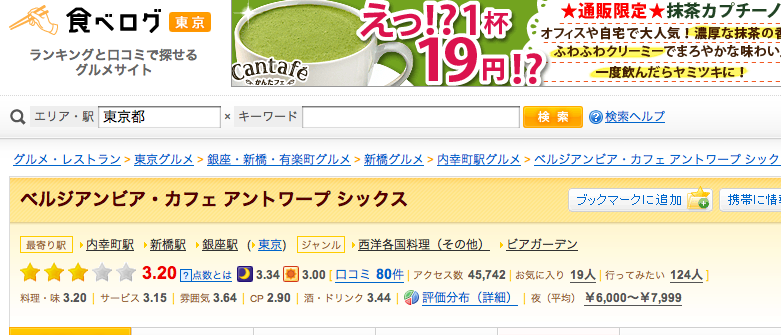 食べログ 東京
ランキングと口コミで探せる
グルメサイト
えっ!?1杯
19円!?
Cantafé
かんたフェ
★通販限定★抹茶カプチーノ
オフィスや自宅で大人気!濃厚な抹茶の香
ふわふわクリーミーでまろやかな味わい
一度飲んだらヤミツキに!
エリア・駅 東京都 × キーワード 検索 ?検索ヘルプ
グルメ・レストラン > 東京グルメ > 銀座・新橋・有楽町グルメ > 新橋グルメ > 内幸町駅グルメ > ベルジアンビア・カフェ アントワープ シック
ベルジアンビア・カフェ アントワープ シックス ブックマークに追加 携帯に情
最寄り駅 内幸町駅 新橋駅 銀座駅 (東京) ジャンル 西洋各国料理(その他) ビアガーデン
3.20 ?点数とは 3.34 3.00 [ 口コミ 80件 | アクセス数 45,742 | お気に入り 19人 | 行ってみたい 124人 ]
料理・味 3.20 | サービス 3.15 | 雰囲気 3.64 | CP 2.90 | 酒・ドリンク 3.44 | 評価分布(詳細) | 夜(平均) ¥6,000〜¥7,999